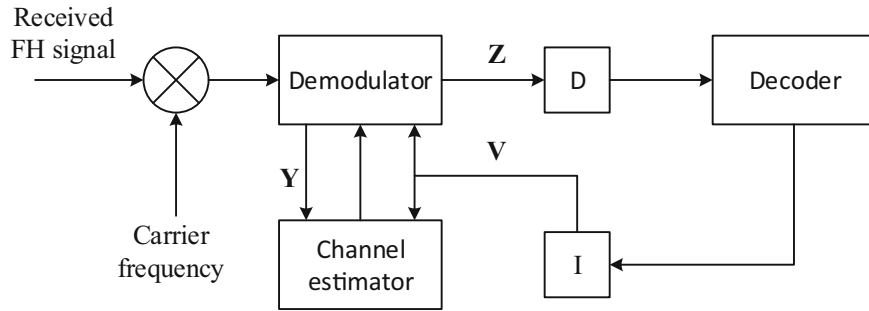 Received
FH signal
Demodulator
Z
D
Decoder
Y
V
Carrier
frequency
Channel
estimator
I